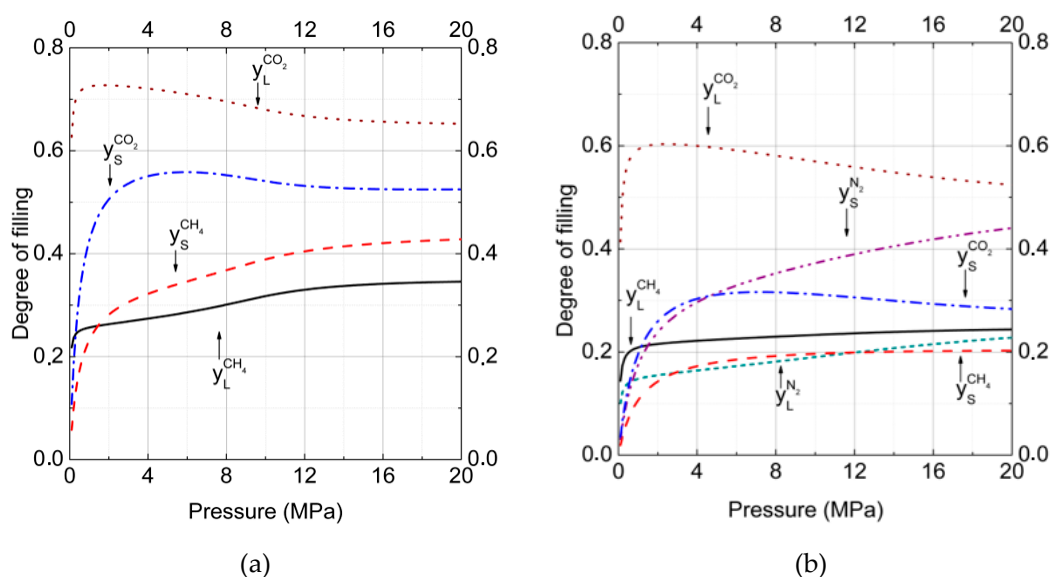 0 4 8 12 16 20
0.8 0.8
y_L^CO₂
0.6 0.6
y_S^CO₂
y_S^CH₄
0.4 0.4
0.2 0.2
y_L^CH₄
0.0 0.0
0 4 8 12 16 20
Degree of filling
Pressure (MPa)
(a)
0 4 8 12 16 20
0.8 0.8
y_L^CO₂
0.6 0.6
y_S^N₂
0.4 0.4
y_S^CO₂
y_L^CH₄
0.2 0.2
y_L^N₂
y_S^CH₄
0.0 0.0
0 4 8 12 16 20
Degree of filling
Pressure (MPa)
(b)